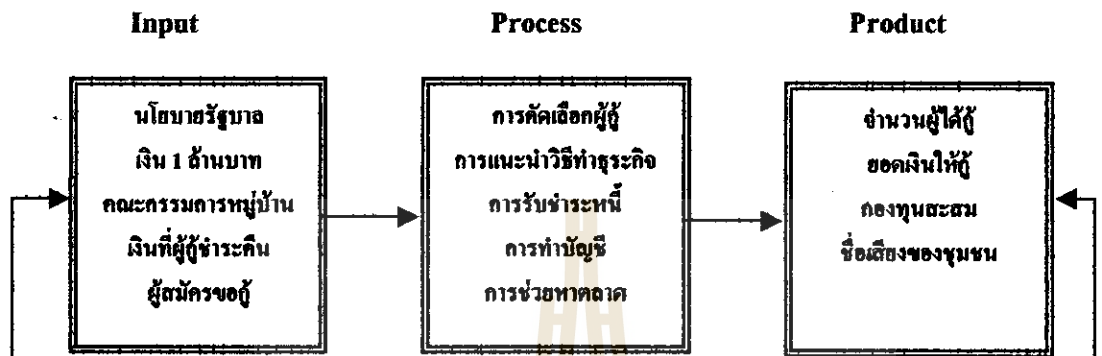 Input
Process
Product
นโยบายรัฐบาล
เงิน 1 ล้านบาท
คณะกรรมการหมู่บ้าน
เงินที่ผู้กู้ชำระคืน
ผู้สมัครขอกู้
การคัดเลือกผู้กู้
การแนะนำวิธีทำธุระกิจ
การรับชำระหนี้
การทำบัญชี
การช่วยหาตลาด
จำนวนผู้ได้กู้
ยอดเงินให้กู้
กองทุนสะสม
ชื่อเสียงของชุมชน